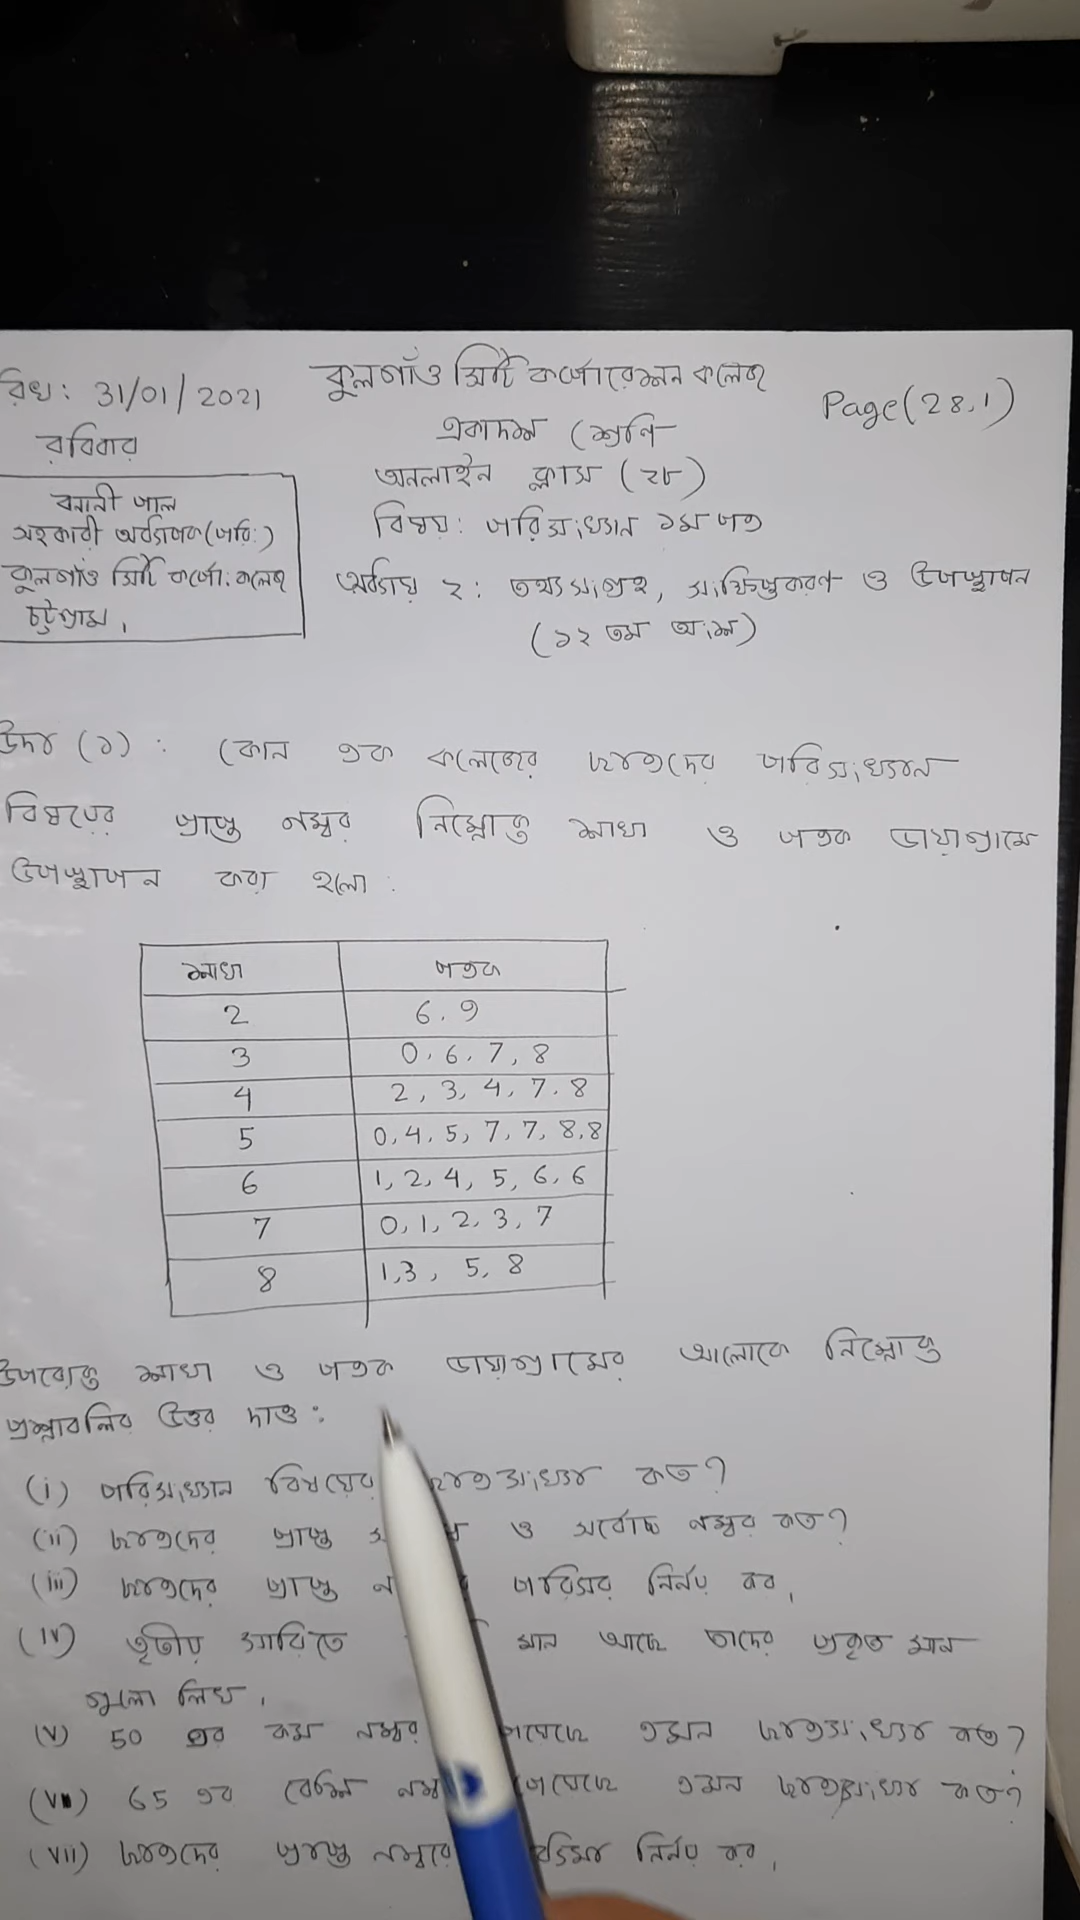 রিখ: 31/01/2021
রবিবার
কুলগাঁও সিটি কর্পোরেশন কলেজ
একাদশ শ্রেণি
Page(28.1)
অনলাইন ক্লাস (২৮)
বিষয়: পরিসংখ্যান ১ম পত্র
বনানী পাল
সহকারী অধ্যাপক(পরি:)
কুলগাঁও সিটি কর্পো: কলেজ
চট্টগ্রাম।
অধ্যায় ২: তথ্য সংগ্রহ, সংক্ষিপ্তকরণ ও উপস্থাপন
(১২ তম অংশ)
উদা (১) : কোন এক কলেজের ছাত্রদের পরিসংখ্যান
বিষয়ের প্রাপ্ত নম্বর নিম্নোক্ত শাখা ও পত্রক ডায়াগ্রামে
উপস্থাপন করা হলো :
শাখা পত্রক
2 6, 9
3 0, 6, 7, 8
4 2, 3, 4, 7, 8
5 0, 4, 5, 7, 7, 8, 8
6 1, 2, 4, 5, 6, 6
7 0, 1, 2, 3, 7
8 1, 3, 5, 8
উপরোক্ত শাখা ও পত্রক ডায়াগ্রামের আলোকে নিম্নোক্ত
প্রশ্নাবলির উত্তর দাও :
(i) পরিসংখ্যান বিষয়ের ছাত্রসংখ্যা কত?
(ii) ছাত্রদের প্রাপ্ত ও সর্বোচ্চ নম্বর কত?
(iii) ছাত্রদের প্রাপ্ত পরিসর নির্ণয় কর।
(iv) তৃতীয় সারিতে মান আছে তাদের প্রকৃত মান
গুলো লিখ।
(v) 50 এর কম নম্বর পেয়েছে এমন ছাত্রসংখ্যা কত?
(vi) 65 এর বেশি পেয়েছে এমন ছাত্রসংখ্যা কত?
(vii) ছাত্রদের প্রাপ্ত নির্ণয় কর।